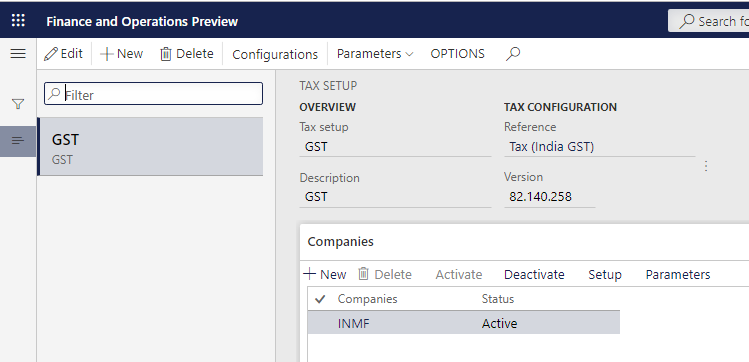 Finance and Operations Preview
Search fo
Edit New Delete Configurations Parameters OPTIONS
Filter
GST
GST
TAX SETUP
OVERVIEW TAX CONFIGURATION
Tax setup Reference
GST Tax (India GST)
Description Version
GST 82.140.258
Companies
New Delete Activate Deactivate Setup Parameters
Companies Status
INMF Active